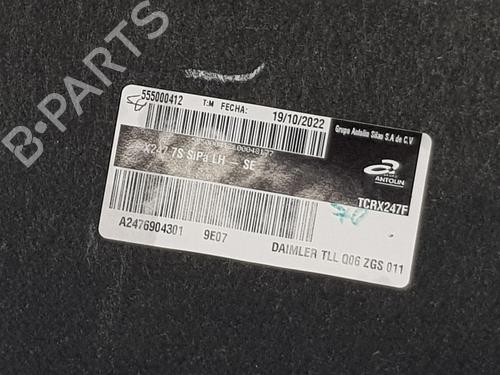 B-PARTS
555000412 T:M FECHA: 19/10/2022
Grupo Antolin Silao S.A de C.V
X247 7S SiPa LH - SE
ANTOLIN
TCRX247F
A2476904301 9E07 DAIMLER TLL Q06 ZGS 011